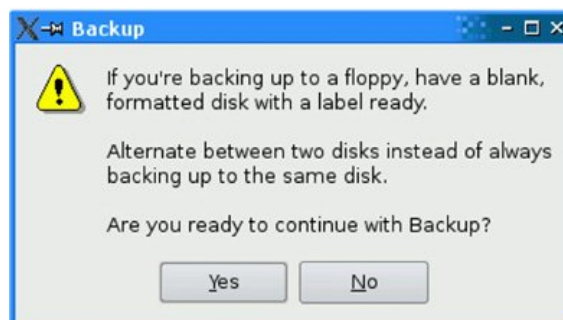 Backup
If you're backing up to a floppy, have a blank,
formatted disk with a label ready.
Alternate between two disks instead of always
backing up to the same disk.
Are you ready to continue with Backup?
Yes No